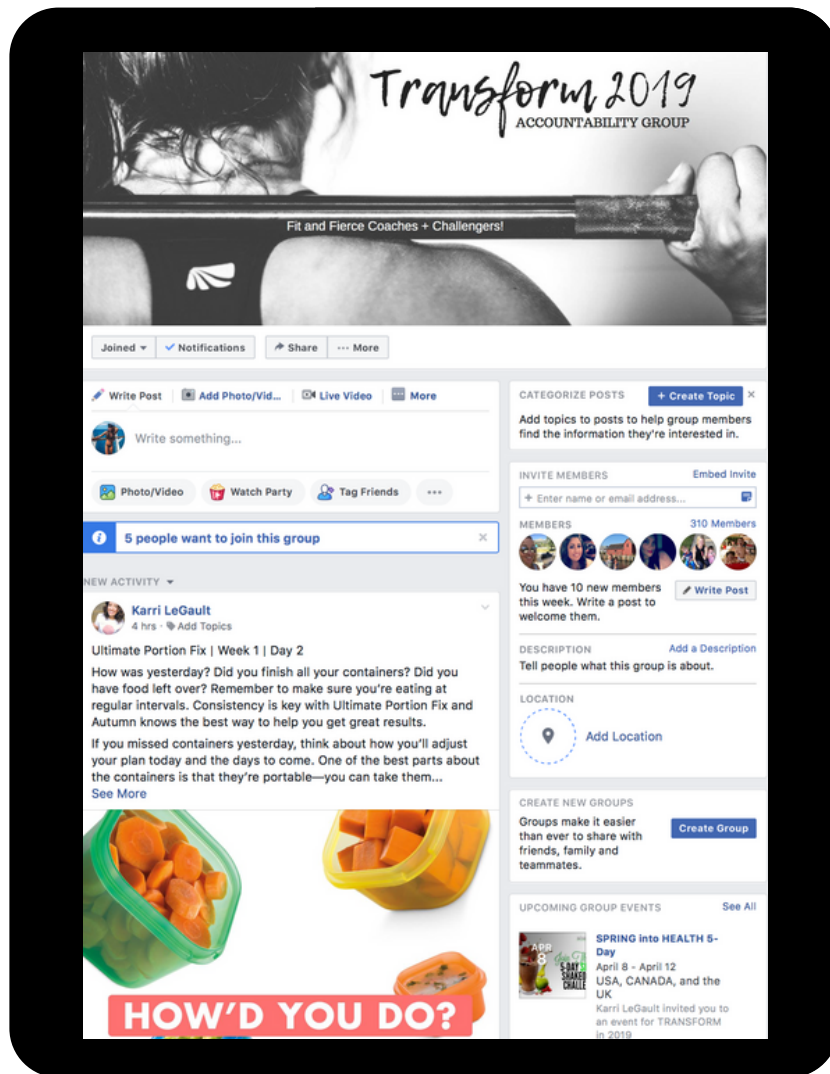 Transform 2019
ACCOUNTABILITY GROUP
Fit and Fierce Coaches + Challengers!
Joined
Notifications
Share
More
Write Post
Add Photo/Vid...
Live Video
More
Write something...
Photo/Video
Watch Party
Tag Friends
5 people want to join this group
NEW ACTIVITY
Karri LeGault
4 hrs · Add Topics
Ultimate Portion Fix | Week 1 | Day 2
How was yesterday? Did you finish all your containers? Did you
have food left over? Remember to make sure you're eating at
regular intervals. Consistency is key with Ultimate Portion Fix and
Autumn knows the best way to help you get great results.
If you missed containers yesterday, think about how you'll adjust
your plan today and the days to come. One of the best parts about
the containers is that they're portable—you can take them...
See More
HOW'D YOU DO?
CATEGORIZE POSTS
+ Create Topic
Add topics to posts to help group members
find the information they're interested in.
INVITE MEMBERS
Embed Invite
+ Enter name or email address...
MEMBERS
310 Members
You have 10 new members
this week. Write a post to
welcome them.
Write Post
DESCRIPTION
Add a Description
Tell people what this group is about.
LOCATION
Add Location
CREATE NEW GROUPS
Groups make it easier
than ever to share with
friends, family and
teammates.
Create Group
UPCOMING GROUP EVENTS
See All
APR
8
5-DAY
SPRING into HEALTH 5-
Day
April 8 - April 12
USA, CANADA, and the
UK
Karri LeGault invited you to
an event for TRANSFORM
in 2019